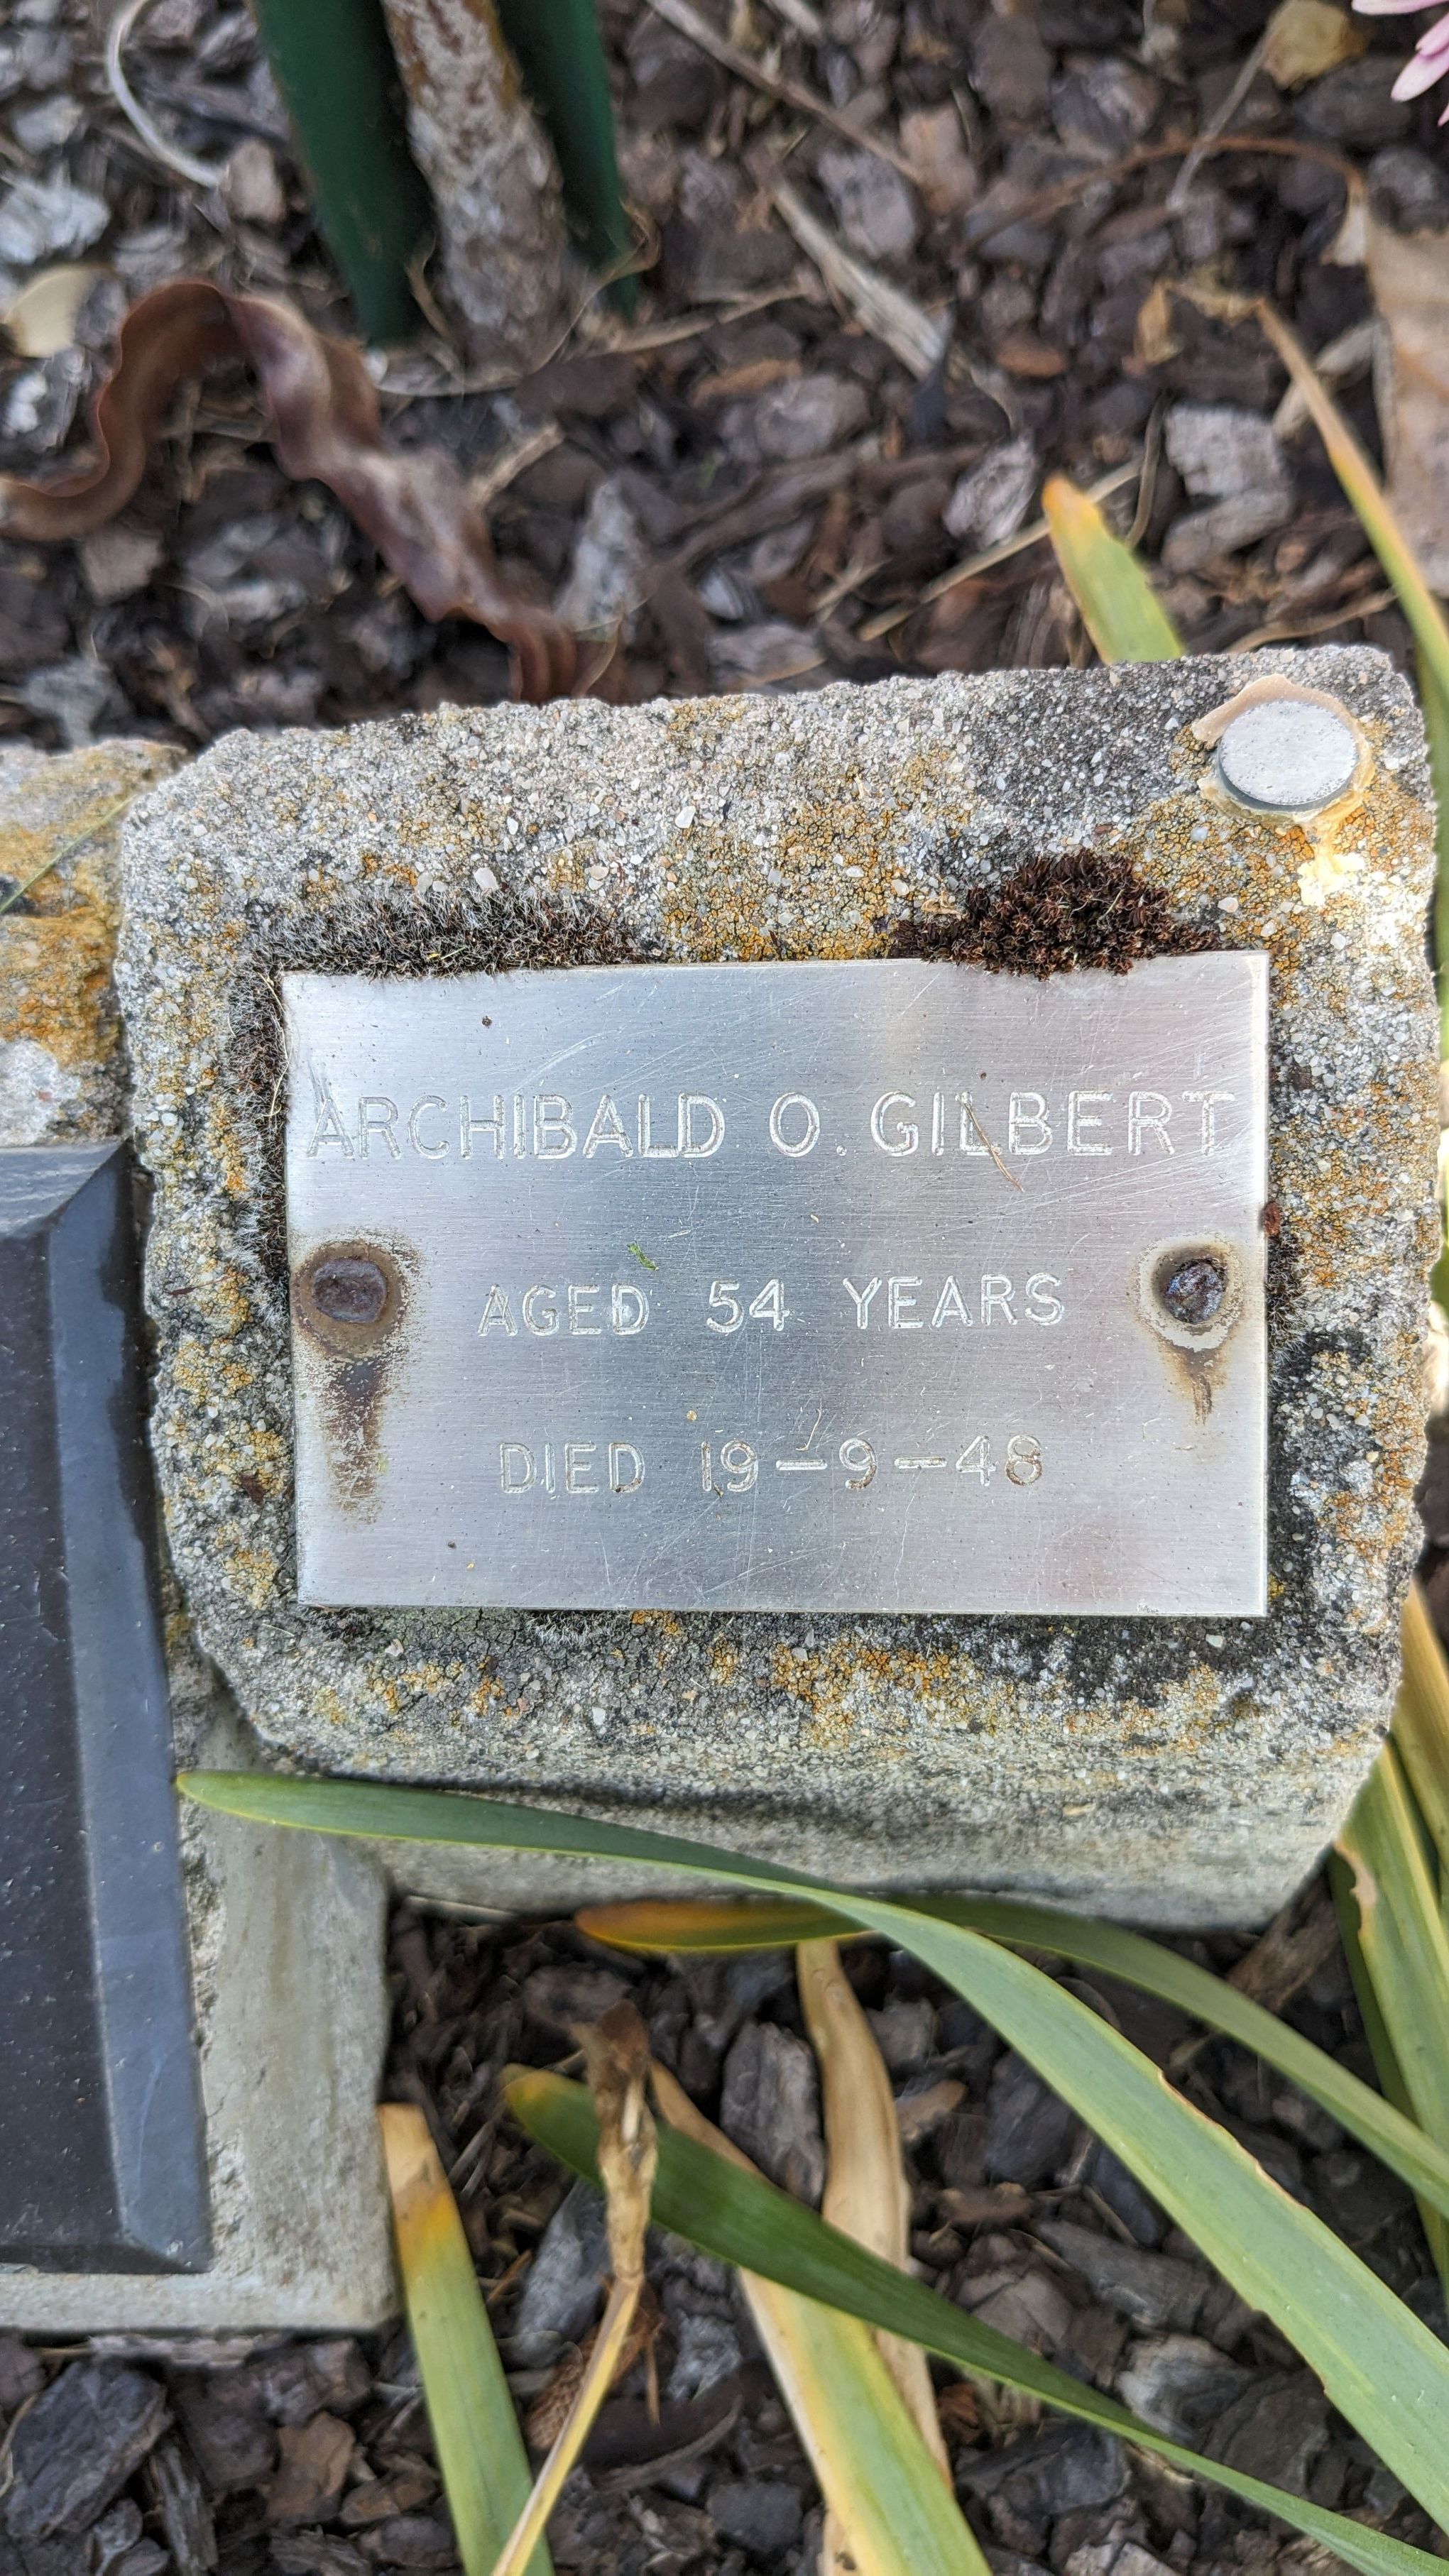 ARCHIBALD O. GILBERT
AGED 54 YEARS
DIED 19-9-48